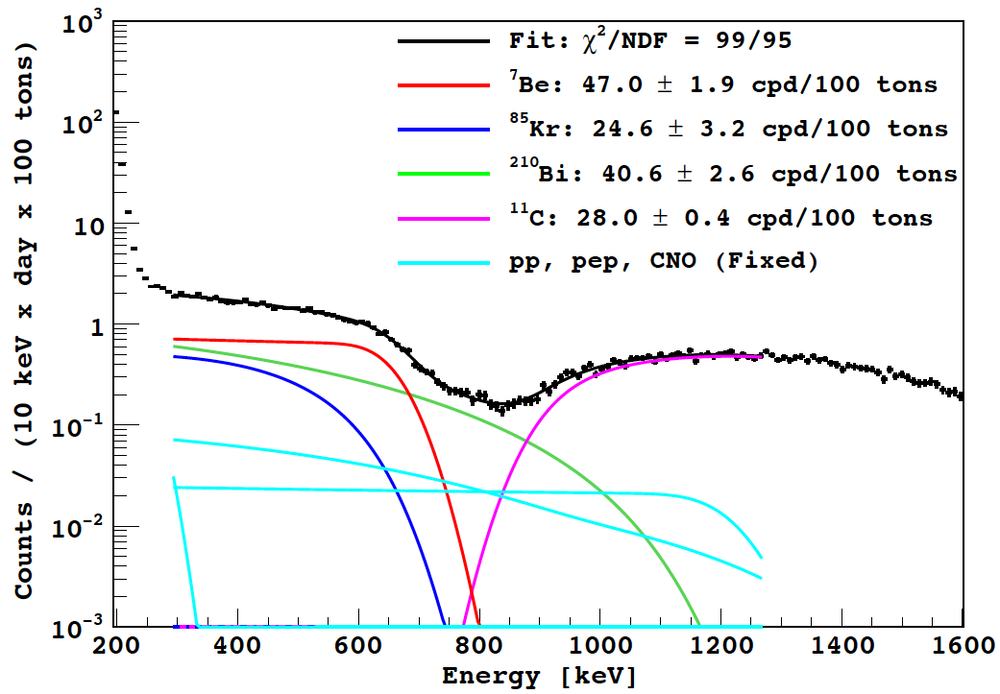 10³
10²
10
1
10⁻¹
10⁻²
10⁻³
Counts / (10 keV x day x 100 tons)
Fit: χ²/NDF = 99/95
⁷Be: 47.0 ± 1.9 cpd/100 tons
⁸⁵Kr: 24.6 ± 3.2 cpd/100 tons
²¹⁰Bi: 40.6 ± 2.6 cpd/100 tons
¹¹C: 28.0 ± 0.4 cpd/100 tons
pp, pep, CNO (Fixed)
200 400 600 800 1000 1200 1400 1600
Energy [keV]